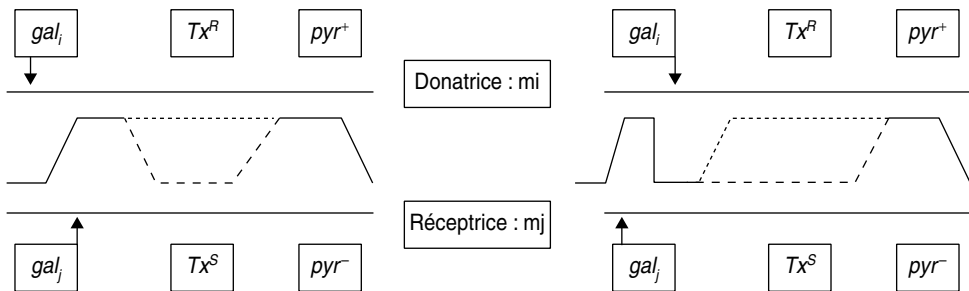 gal_i Tx^R pyr^+ gal_i Tx^R pyr^+
Donatrice : mi
Réceptrice : mj
gal_j Tx^S pyr^− gal_j Tx^S pyr^−